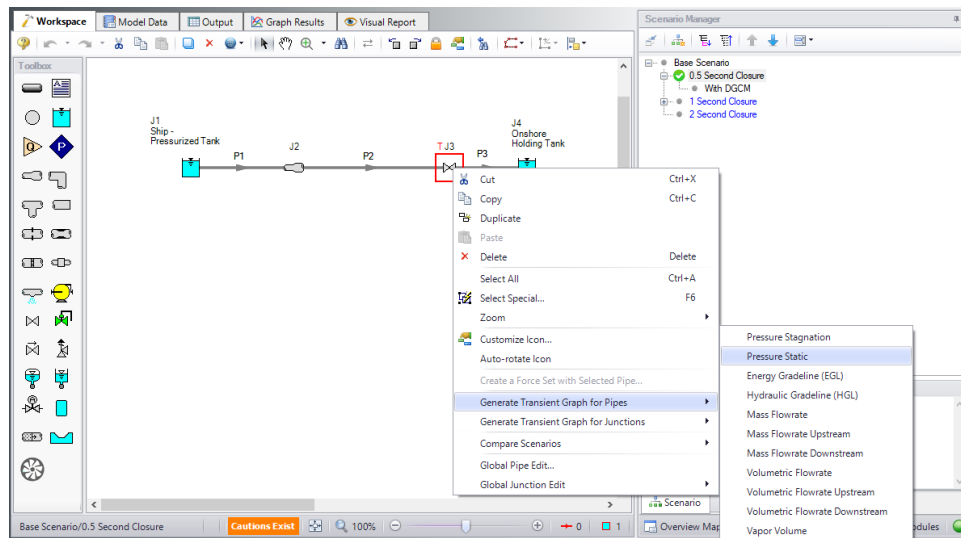 Workspace
Model Data
Output
Graph Results
Visual Report
Toolbox
J1
Ship -
Pressurized Tank
P1
J2
P2
T J3
P3
J4
Onshore
Holding Tank
Q
P
Cut Ctrl+X
Copy Ctrl+C
Duplicate
Paste
Delete Delete
Select All Ctrl+A
Select Special... F6
Zoom
Customize Icon...
Auto-rotate Icon
Create a Force Set with Selected Pipe...
Generate Transient Graph for Pipes
Generate Transient Graph for Junctions
Compare Scenarios
Global Pipe Edit...
Global Junction Edit
Pressure Stagnation
Pressure Static
Energy Gradeline (EGL)
Hydraulic Gradeline (HGL)
Mass Flowrate
Mass Flowrate Upstream
Mass Flowrate Downstream
Volumetric Flowrate
Volumetric Flowrate Upstream
Volumetric Flowrate Downstream
Vapor Volume
Scenario Manager
Base Scenario
0.5 Second Closure
With DGCM
1 Second Closure
2 Second Closure
Scenario
Base Scenario/0.5 Second Closure
Cautions Exist
100%
0
1
Overview Map
odules